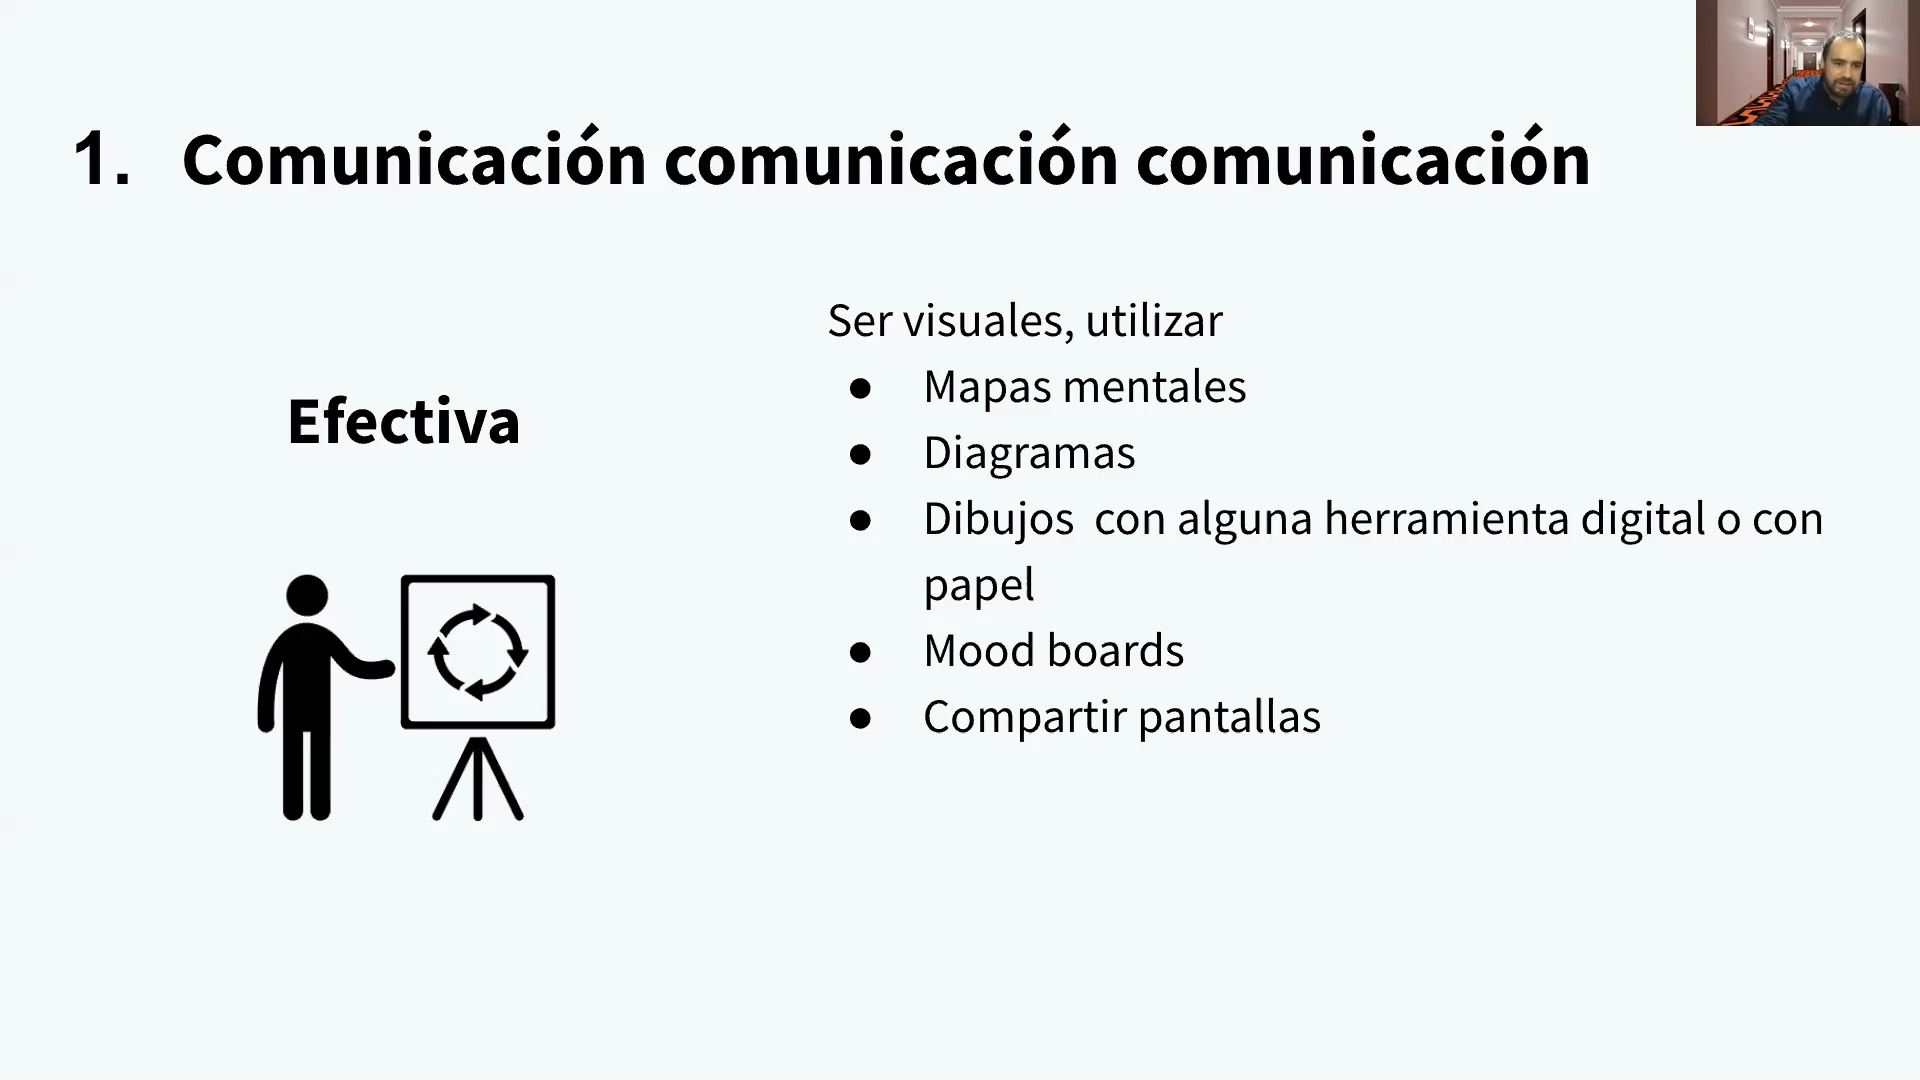 1. Comunicación comunicación comunicación
Efectiva
Ser visuales, utilizar
● Mapas mentales
● Diagramas
● Dibujos con alguna herramienta digital o con
papel
● Mood boards
● Compartir pantallas